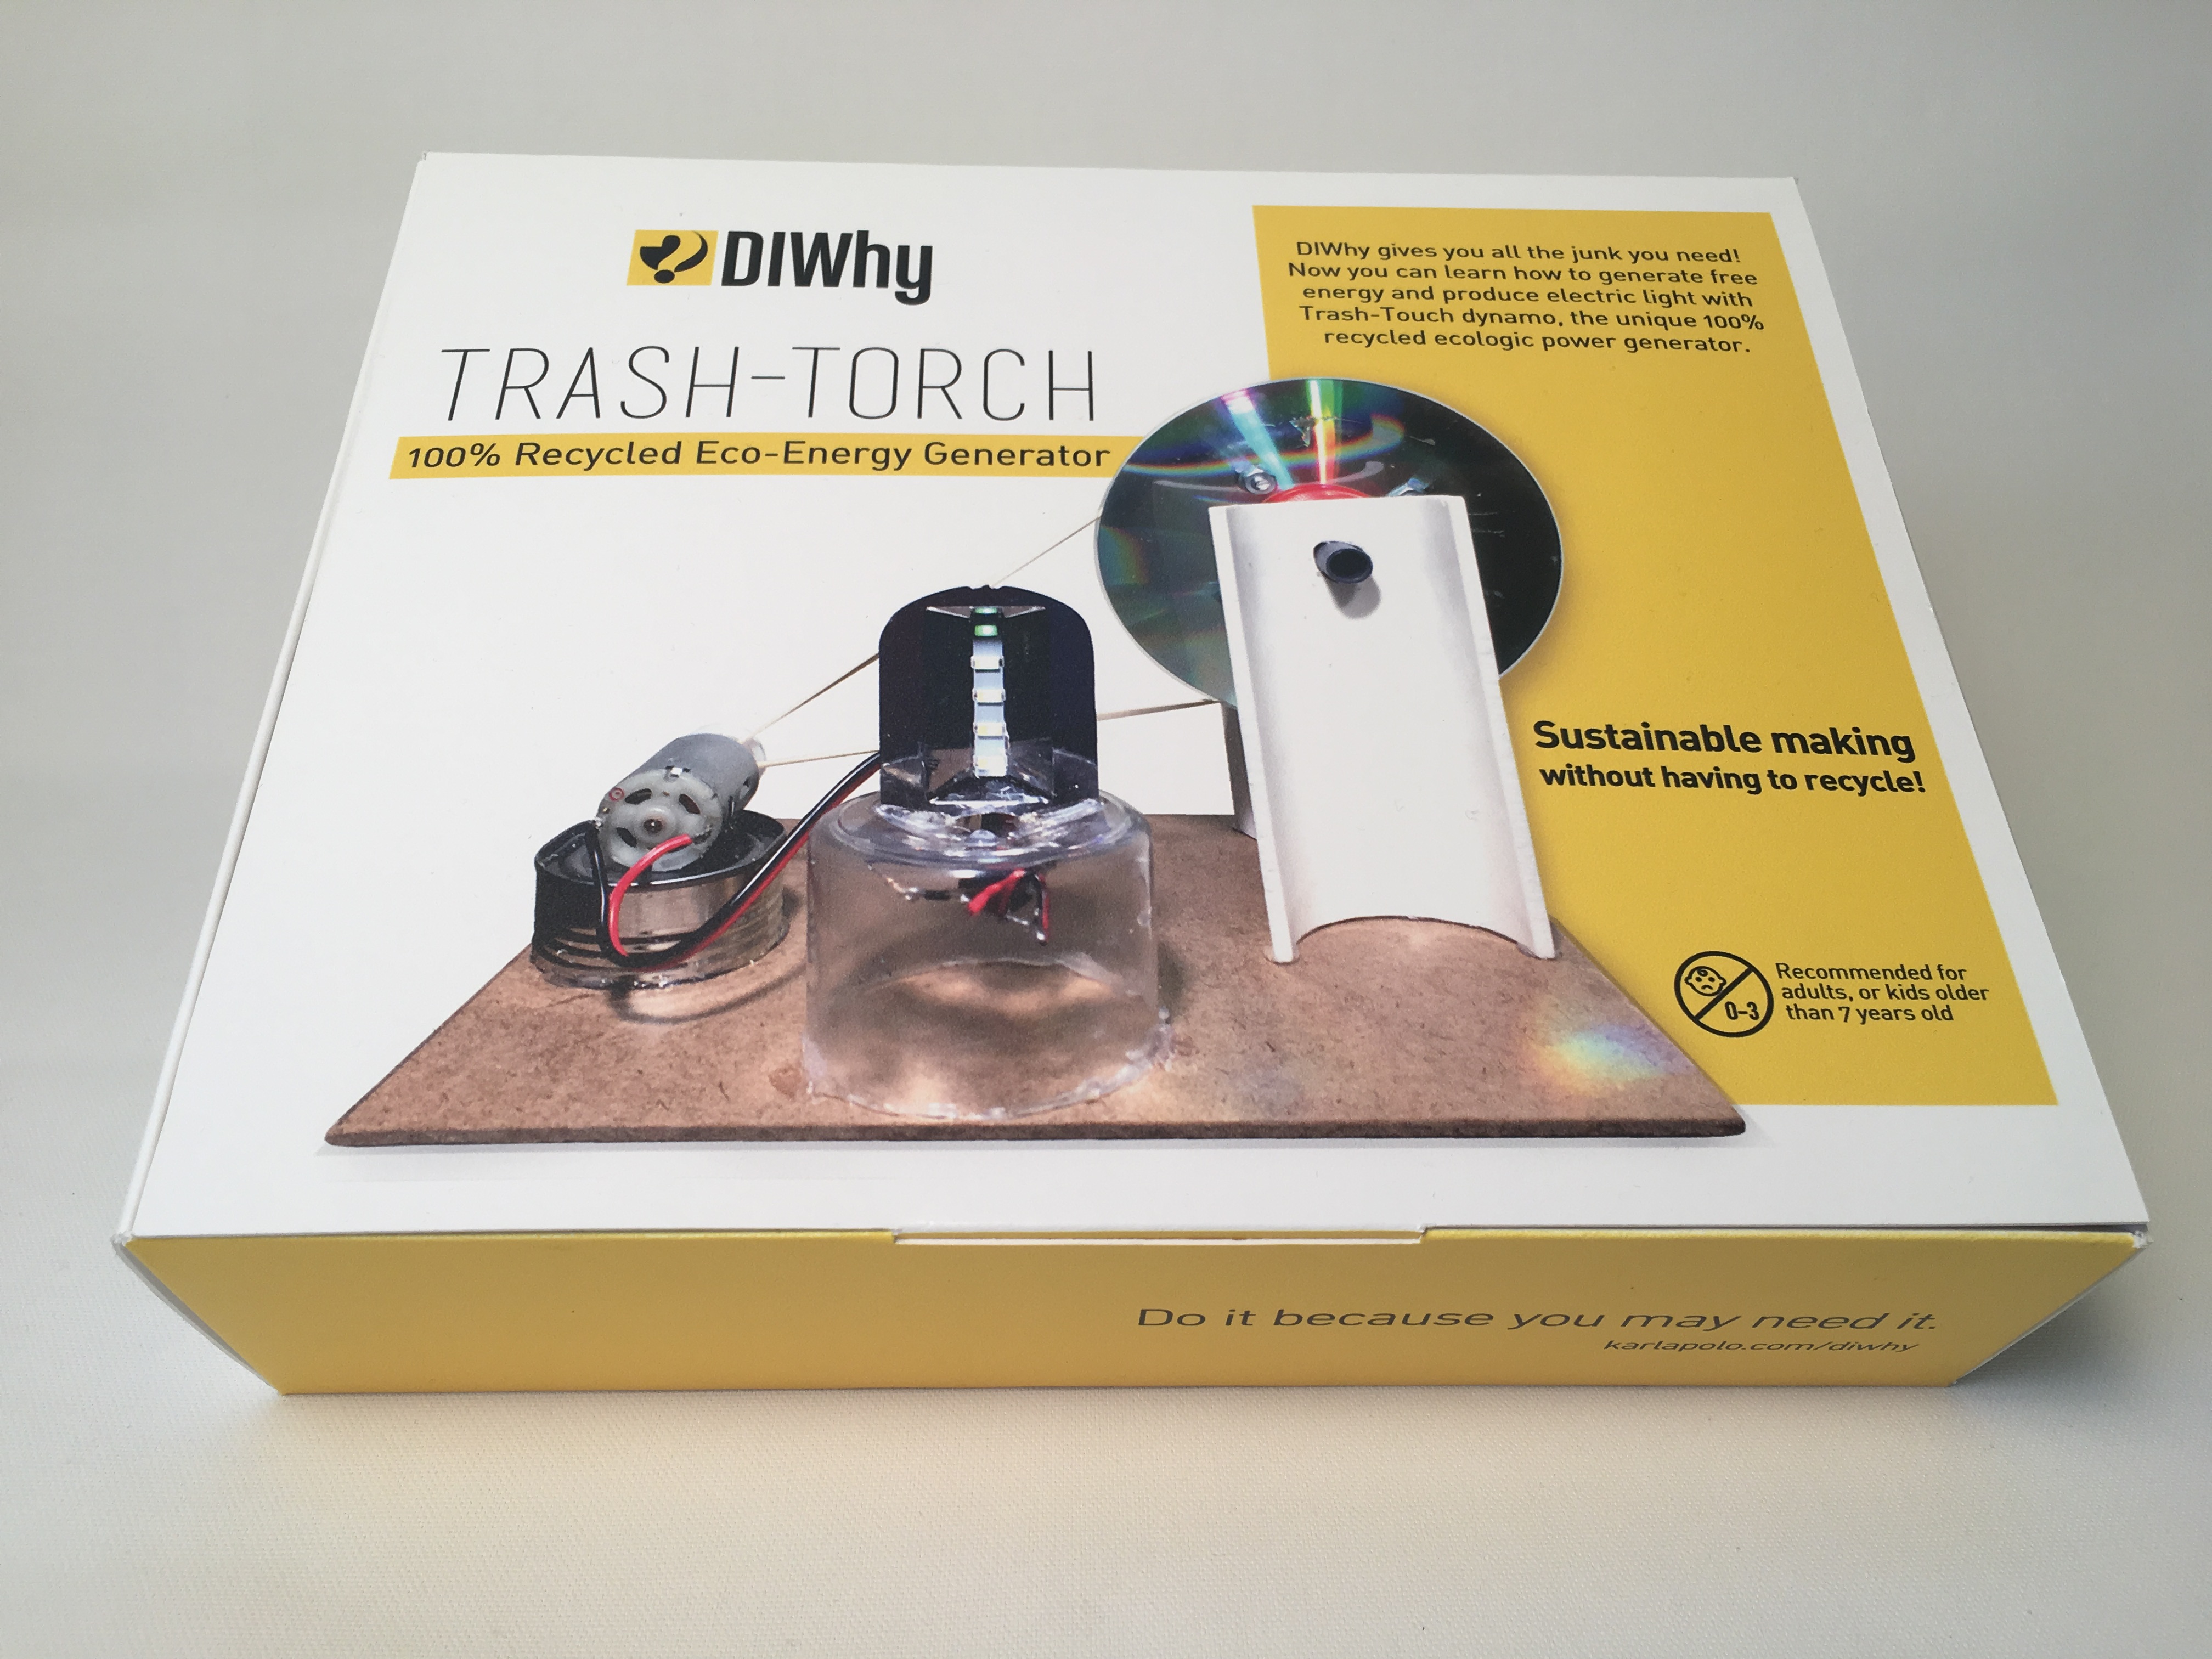 DIWhy
TRASH-TORCH
100% Recycled Eco-Energy Generator
DIWhy gives you all the junk you need!
Now you can learn how to generate free
energy and produce electric light with
Trash-Touch dynamo, the unique 100%
recycled ecologic power generator.
Sustainable making
without having to recycle!
0-3
Recommended for
adults, or kids older
than 7 years old
Do it because you may need it.
karlapolo.com/diwhy